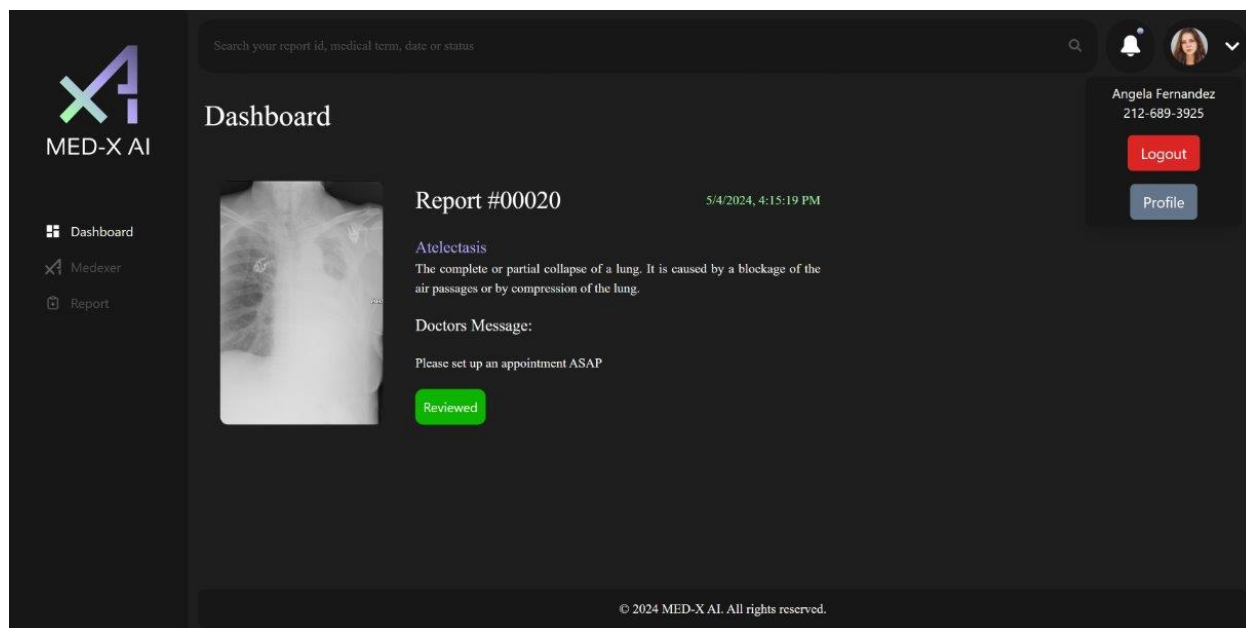 Search your report id, medical term, date or status
MED-X AI
Dashboard
Medexer
Report
Dashboard
Report #00020
5/4/2024, 4:15:19 PM
Atelectasis
The complete or partial collapse of a lung. It is caused by a blockage of the
air passages or by compression of the lung.
Doctors Message:
Please set up an appointment ASAP
Reviewed
Angela Fernandez
212-689-3925
Logout
Profile
© 2024 MED-X AI. All rights reserved.